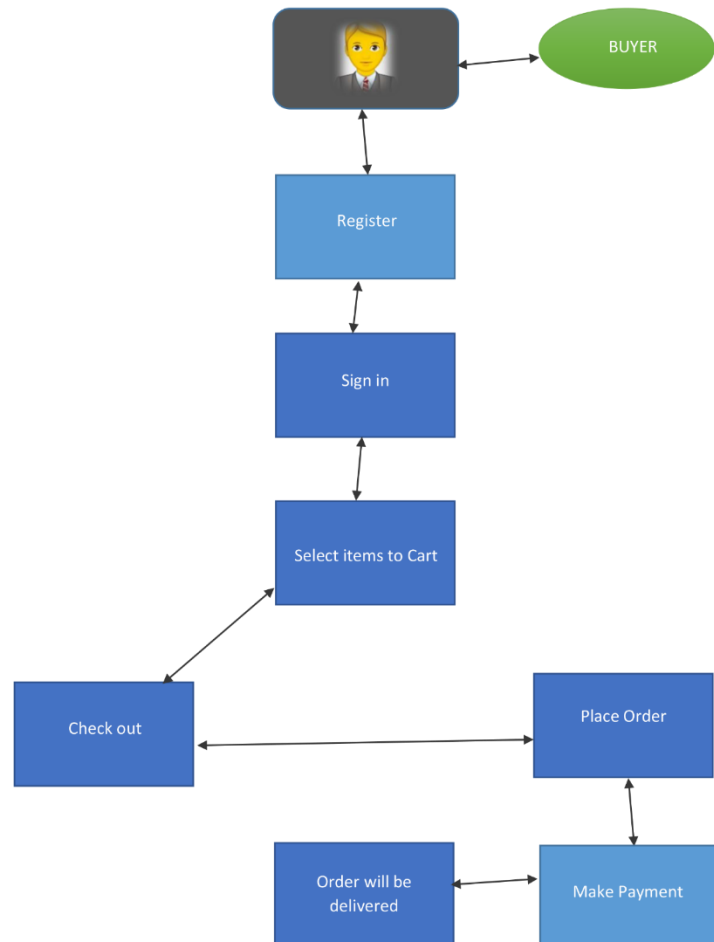 BUYER
Register
Sign in
Select items to Cart
Check out
Place Order
Order will be
delivered
Make Payment